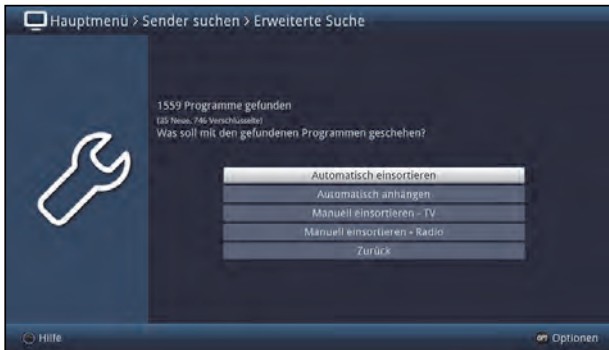 Hauptmenü > Sender suchen > Erweiterte Suche
1559 Programme gefunden
(35 Neue, 746 Verschlüsselte)
Was soll mit den gefundenen Programmen geschehen?
Automatisch einsortieren
Automatisch anhängen
Manuell einsortieren - TV
Manuell einsortieren - Radio
Zurück
Hilfe
Optionen